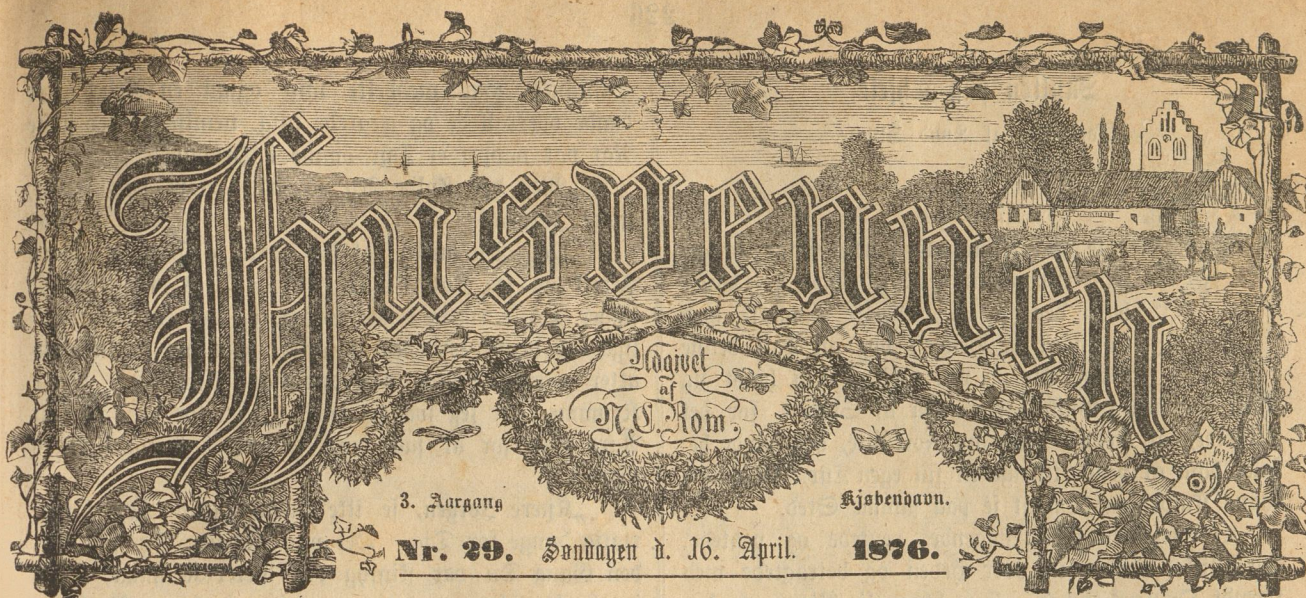 Husvennen
Udgivet
af
N. C. Rom.
3. Aargang
Kjøbenhavn.
Nr. 29. Søndagen d. 16. April. 1876.